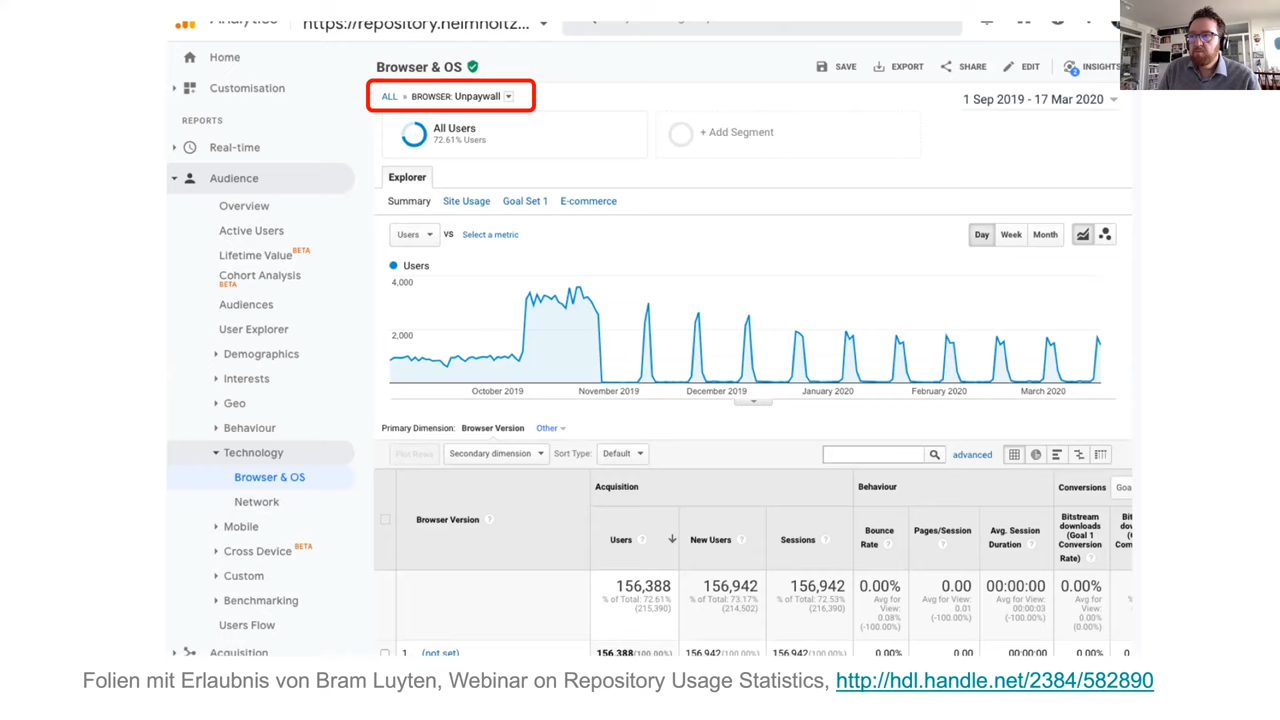 Analytics https://repository.helmholtz...
Home
Customisation
REPORTS
Real-time
Audience
Overview
Active Users
Lifetime Value BETA
Cohort Analysis
BETA
Audiences
User Explorer
Demographics
Interests
Geo
Behaviour
Technology
Browser & OS
Network
Mobile
Cross Device BETA
Custom
Benchmarking
Users Flow
Acquisition
Browser & OS
SAVE EXPORT SHARE EDIT INSIGHTS
2
ALL » BROWSER: Unpaywall
1 Sep 2019 - 17 Mar 2020
All Users
72.61% Users
+ Add Segment
Explorer
Summary Site Usage Goal Set 1 E-commerce
Users VS Select a metric
Day Week Month
Users
4,000
2,000
October 2019 November 2019 December 2019 January 2020 February 2020 March 2020
Primary Dimension: Browser Version Other
Plot Rows Secondary dimension Sort Type: Default advanced
Acquisition Behaviour Conversions Goa
Browser Version ?
Users ? New Users ? Sessions ?
Bounce
Rate ?
Pages/Session
?
Avg. Session
Duration ?
Bitstream
downloads
(Goal 1
Conversion
Rate) ?
156,388
% of Total: 72.61%
(215,390)
156,942
% of Total: 73.17%
(214,502)
156,942
% of Total: 72.53%
(216,390)
0.00%
Avg for
View:
0.08%
(-100.00%)
0.00
Avg for View:
0.01
(-100.00%)
00:00:00
Avg for View:
00:00:03
(-100.00%)
0.00%
Avg for
View:
0.00%
(0.00%)
1. (not set) 156,388(100.00%) 156,942(100.00%) 156,942(100.00%) 0.00% 0.00 00:00:00 0.00%
Folien mit Erlaubnis von Bram Luyten, Webinar on Repository Usage Statistics, http://hdl.handle.net/2384/582890